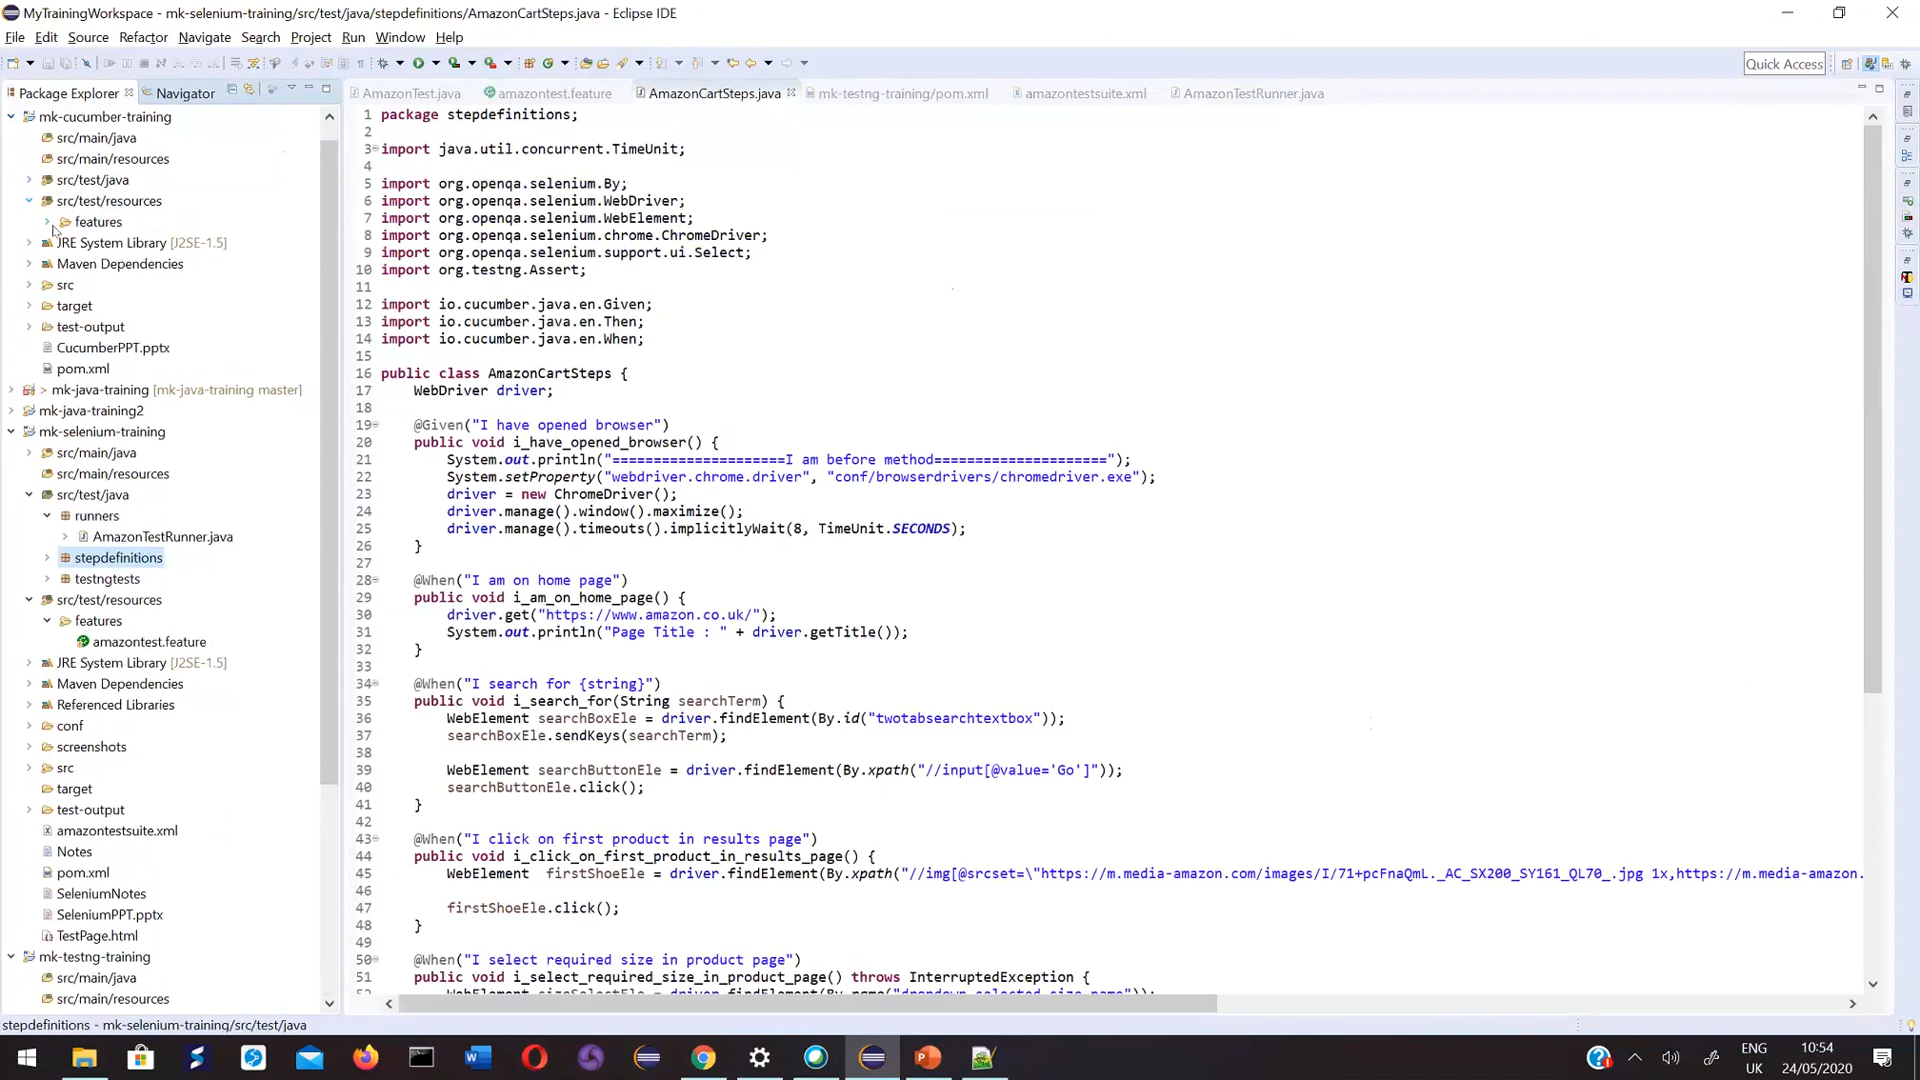 MyTrainingWorkspace - mk-selenium-training/src/test/java/stepdefinitions/AmazonCartSteps.java - Eclipse IDE
File Edit Source Refactor Navigate Search Project Run Window Help
Quick Access
Package Explorer Navigator
AmazonTest.java amazontest.feature AmazonCartSteps.java mk-testng-training/pom.xml amazontestsuite.xml AmazonTestRunner.java
mk-cucumber-training
src/main/java
src/main/resources
src/test/java
src/test/resources
features
JRE System Library [J2SE-1.5]
Maven Dependencies
src
target
test-output
CucumberPPT.pptx
pom.xml
> mk-java-training [mk-java-training master]
mk-java-training2
mk-selenium-training
src/main/java
src/main/resources
src/test/java
runners
AmazonTestRunner.java
stepdefinitions
testngtests
src/test/resources
features
amazontest.feature
JRE System Library [J2SE-1.5]
Maven Dependencies
Referenced Libraries
conf
screenshots
src
target
test-output
amazontestsuite.xml
Notes
pom.xml
SeleniumNotes
SeleniumPPT.pptx
TestPage.html
mk-testng-training
src/main/java
src/main/resources
1 package stepdefinitions;
2
3 import java.util.concurrent.TimeUnit;
4
5 import org.openqa.selenium.By;
6 import org.openqa.selenium.WebDriver;
7 import org.openqa.selenium.WebElement;
8 import org.openqa.selenium.chrome.ChromeDriver;
9 import org.openqa.selenium.support.ui.Select;
10 import org.testng.Assert;
11
12 import io.cucumber.java.en.Given;
13 import io.cucumber.java.en.Then;
14 import io.cucumber.java.en.When;
15
16 public class AmazonCartSteps {
17 WebDriver driver;
18
19 @Given("I have opened browser")
20 public void i_have_opened_browser() {
21 System.out.println("=====================I am before method=====================");
22 System.setProperty("webdriver.chrome.driver", "conf/browserdrivers/chromedriver.exe");
23 driver = new ChromeDriver();
24 driver.manage().window().maximize();
25 driver.manage().timeouts().implicitlyWait(8, TimeUnit.SECONDS);
26 }
27
28 @When("I am on home page")
29 public void i_am_on_home_page() {
30 driver.get("https://www.amazon.co.uk/");
31 System.out.println("Page Title : " + driver.getTitle());
32 }
33
34 @When("I search for {string}")
35 public void i_search_for(String searchTerm) {
36 WebElement searchBoxEle = driver.findElement(By.id("twotabsearchtextbox"));
37 searchBoxEle.sendKeys(searchTerm);
38
39 WebElement searchButtonEle = driver.findElement(By.xpath("//input[@value='Go']"));
40 searchButtonEle.click();
41 }
42
43 @When("I click on first product in results page")
44 public void i_click_on_first_product_in_results_page() {
45 WebElement firstShoeEle = driver.findElement(By.xpath("//img[@srcset=\"https://m.media-amazon.com/images/I/71+pcFnaQmL._AC_SX200_SY161_QL70_.jpg 1x,https://m.media-amazon.
46
47 firstShoeEle.click();
48 }
49
50 @When("I select required size in product page")
51 public void i_select_required_size_in_product_page() throws InterruptedException {
WebElement sizeSelectEle = driver.findElement(By.name("dropdown_selected_size_name"));
stepdefinitions - mk-selenium-training/src/test/java
ENG
UK
10:54
24/05/2020